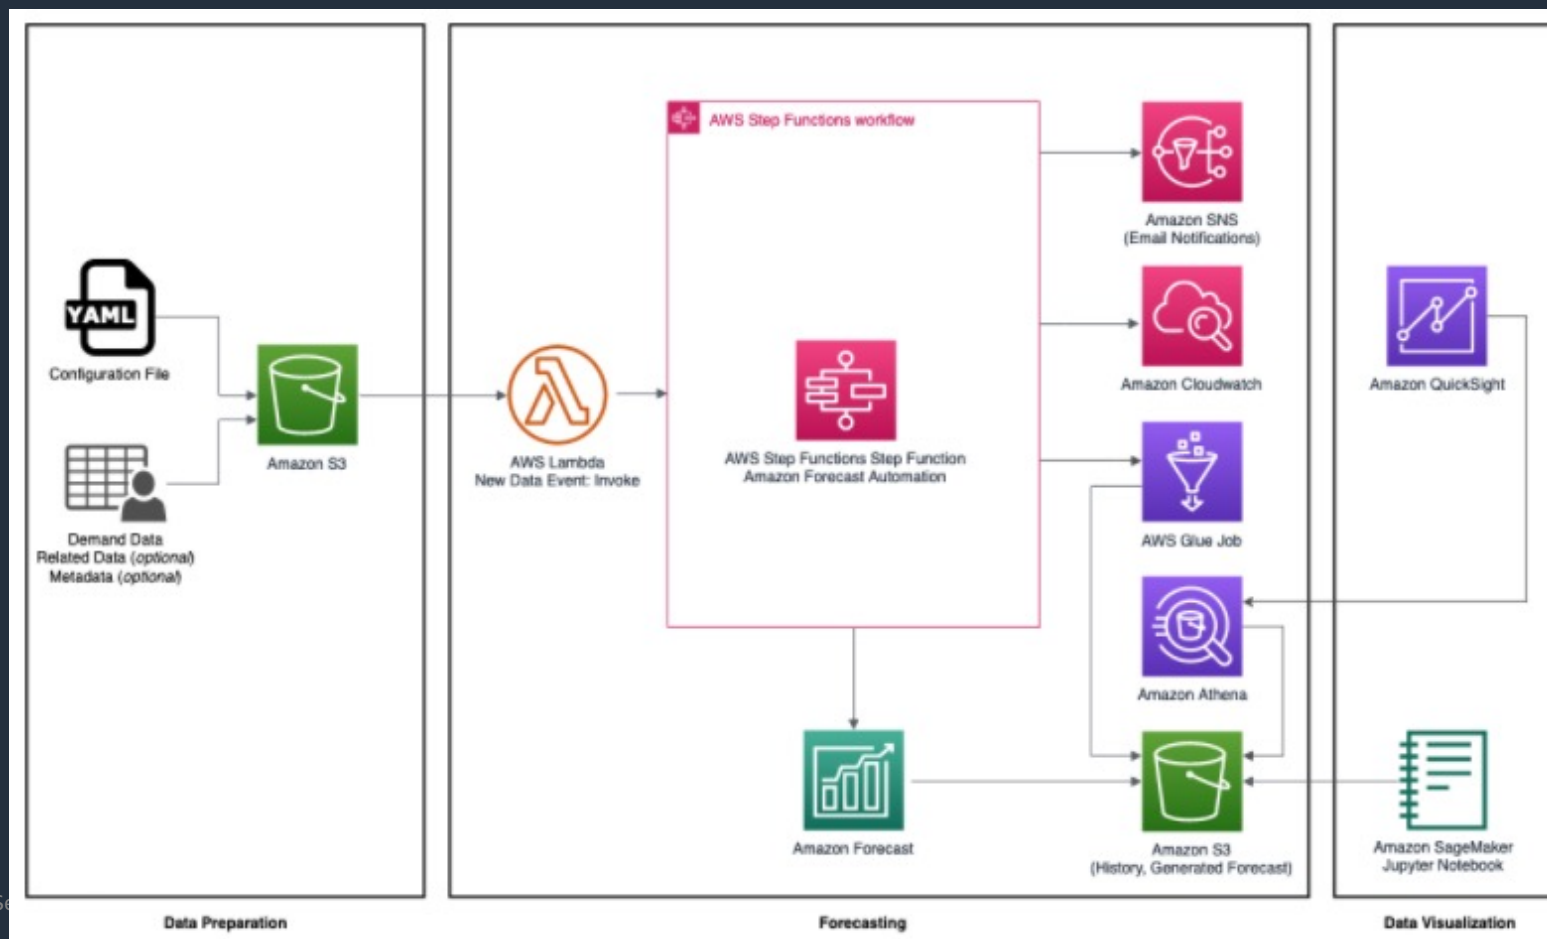 AWS Step Functions workflow
Amazon SNS
(Email Notifications)
YAML
Configuration File
Amazon Cloudwatch
Amazon QuickSight
Amazon S3
AWS Lambda
New Data Event: Invoke
AWS Step Functions Step Function
Amazon Forecast Automation
Demand Data
Related Data (optional)
Metadata (optional)
AWS Glue Job
Amazon Athena
Amazon Forecast
Amazon S3
(History, Generated Forecast)
Amazon SageMaker
Jupyter Notebook
Data Preparation
Forecasting
Data Visualization